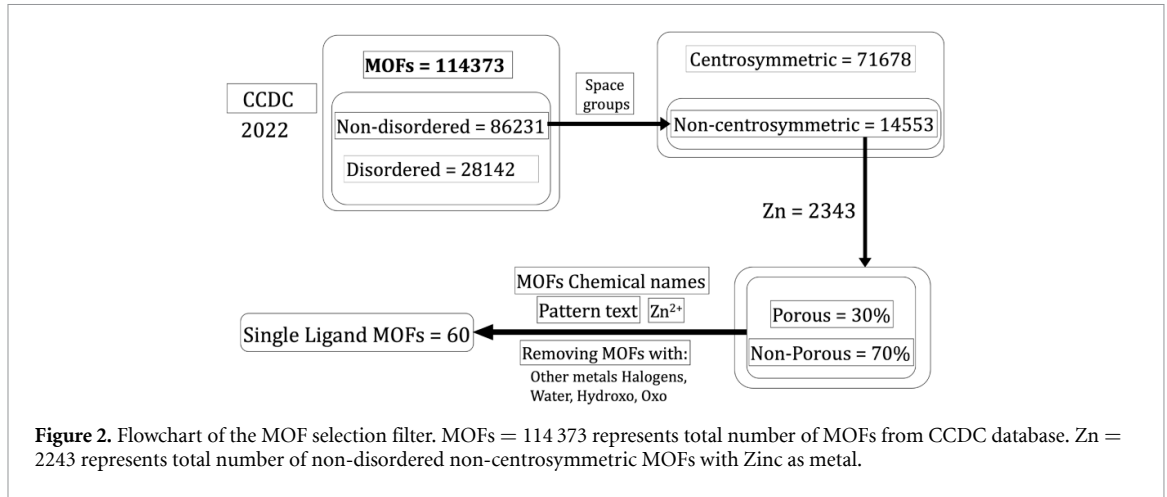 CCDC
2022
MOFs = 114373
Non-disordered = 86231
Disordered = 28142
Space
groups
Centrosymmetric = 71678
Non-centrosymmetric = 14553
Zn = 2343
Porous = 30%
Non-Porous = 70%
MOFs Chemical names
Pattern text Zn²⁺
Removing MOFs with:
Other metals Halogens,
Water, Hydroxo, Oxo
Single Ligand MOFs = 60
Figure 2. Flowchart of the MOF selection filter. MOFs = 114 373 represents total number of MOFs from CCDC database. Zn =
2243 represents total number of non-disordered non-centrosymmetric MOFs with Zinc as metal.